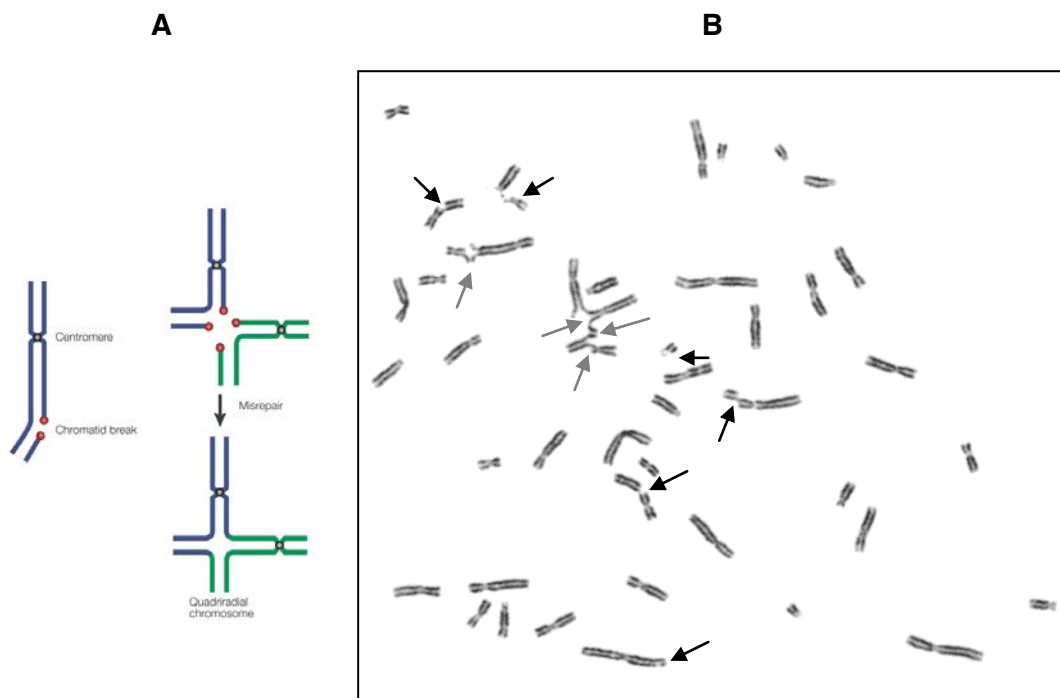 A
B
Centromere
Chromatid break
Misrepair
Quadriradial
chromosome